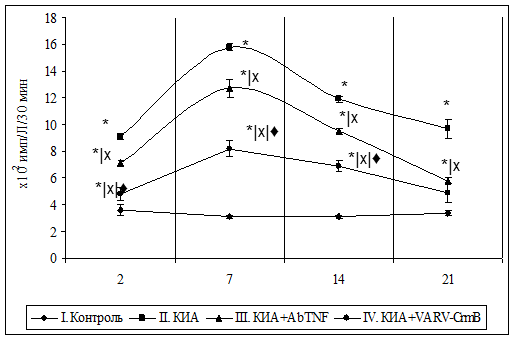 18
16
14
12
10
8
6
4
2
0
x10² имп/Л/30 мин
*
*|x
*|x|♦
*
*|x
*|x|♦
*
*|x
*|x|♦
*
*|x
2 7 14 21
I. Контроль II. КИА III. КИА+AbTNF IV. КИА+VARV-CrmB